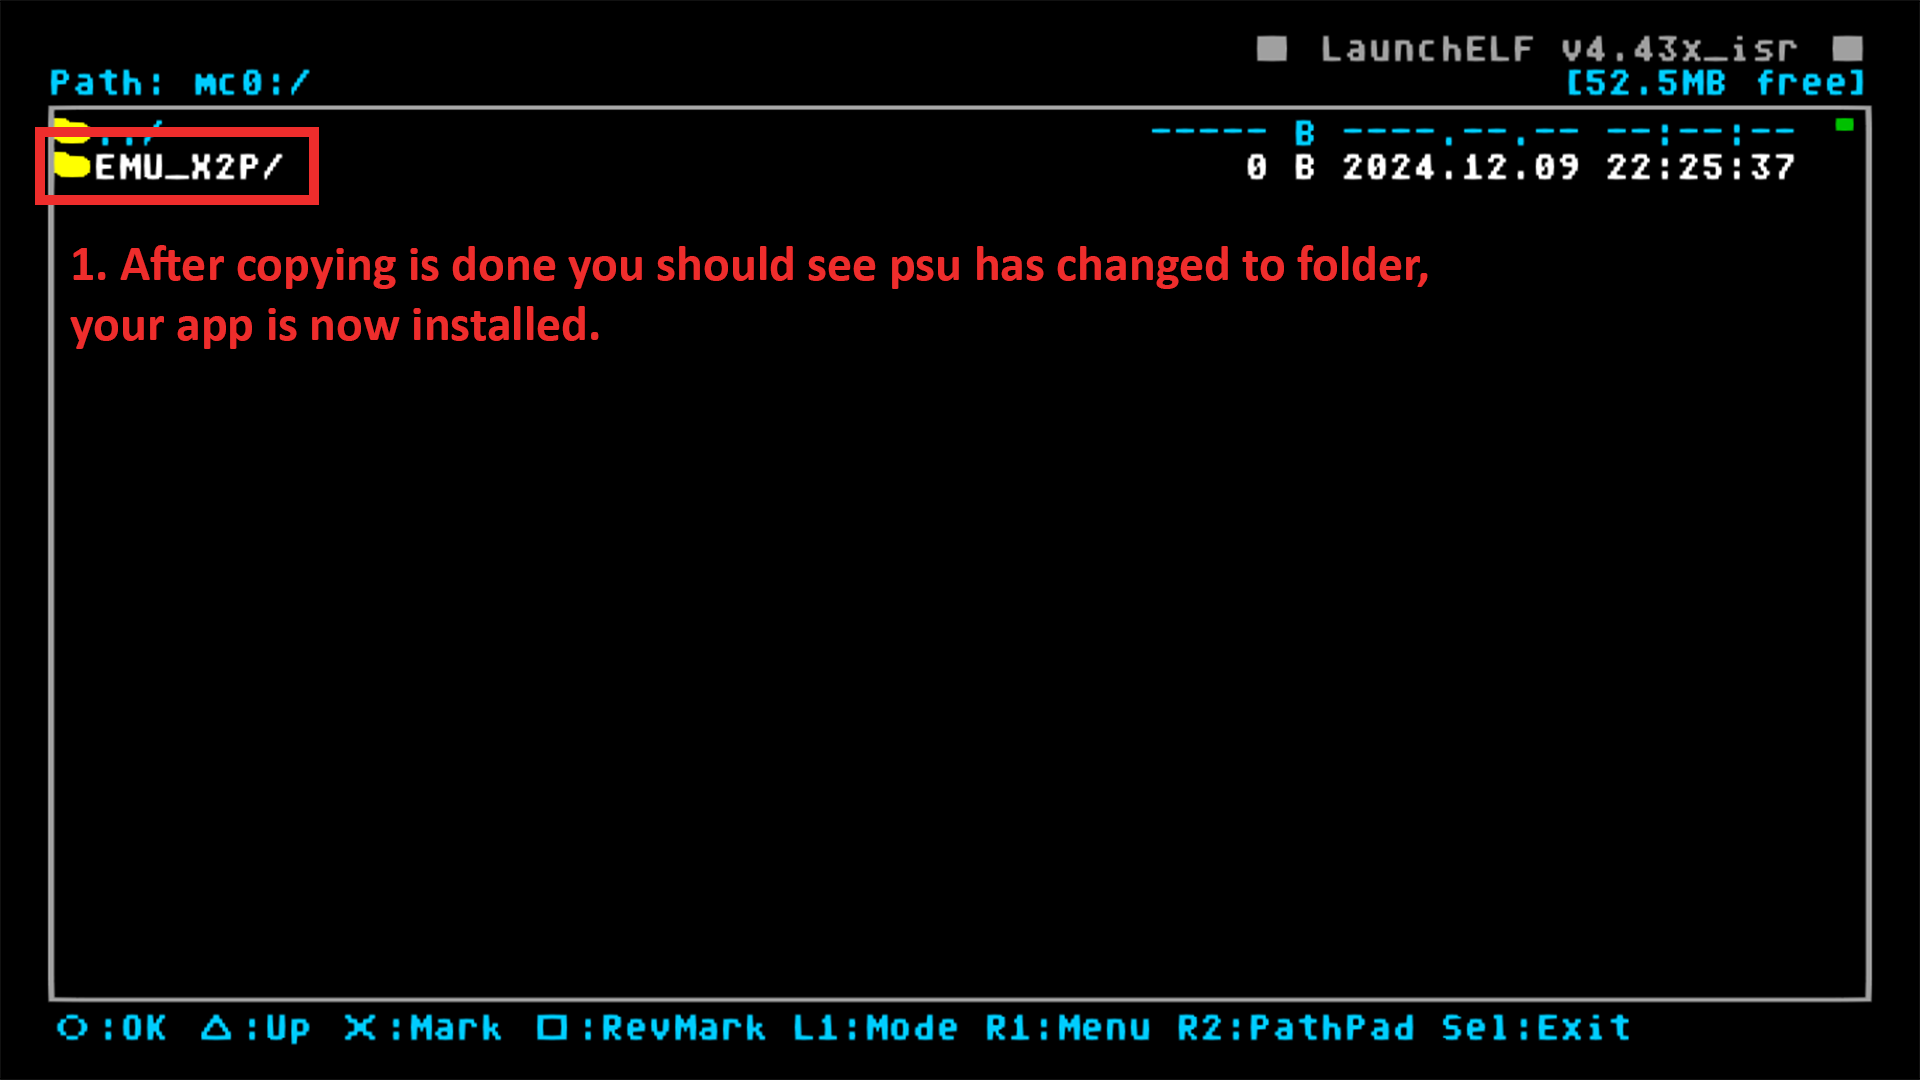 LaunchELF v4.43x_isr
Path: mc0:/ [52.5MB free]
../ ----- B ----.--.-- --:--:--
EMU_X2P/ 0 B 2024.12.09 22:25:37
1. After copying is done you should see psu has changed to folder,
your app is now installed.
○:OK △:Up X:Mark □:RevMark L1:Mode R1:Menu R2:PathPad Sel:Exit